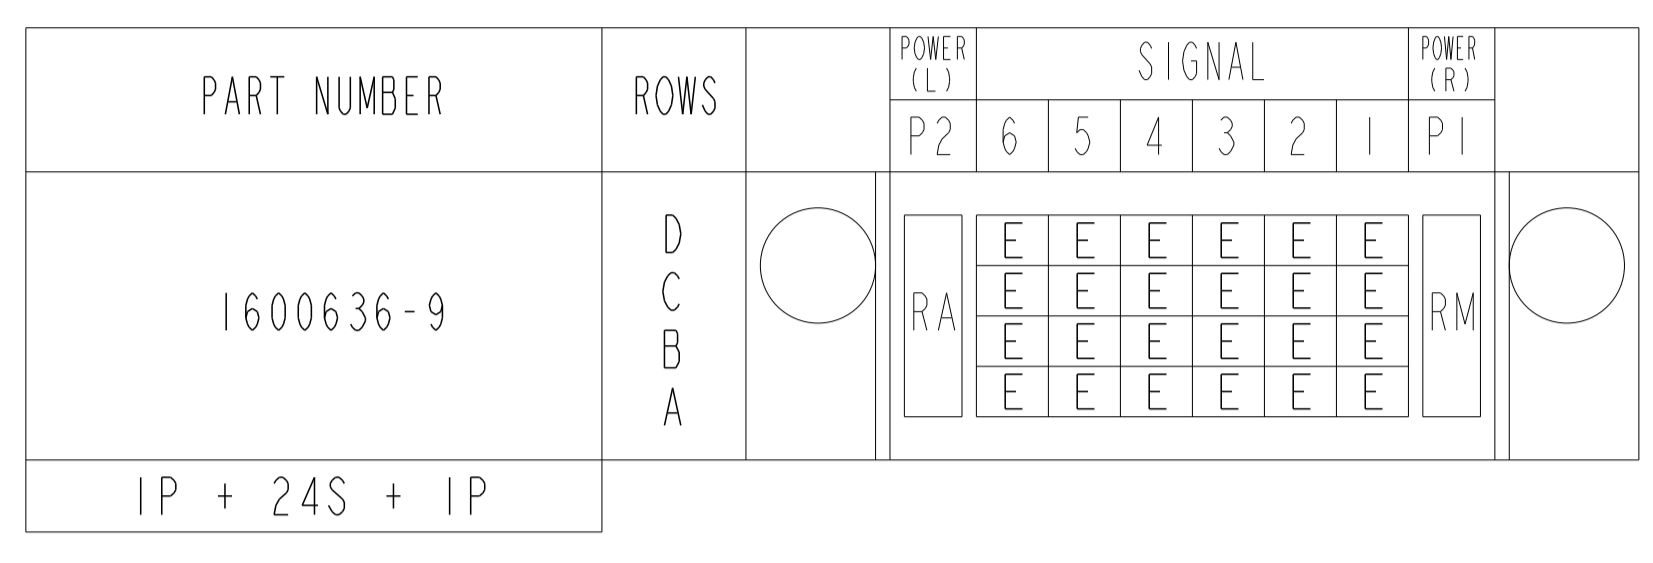 PART NUMBER
ROWS
POWER
(L)
SIGNAL
POWER
(R)
P2 6 5 4 3 2 1 P1
1600636-9
D
C
B
A
RA
E E E E E E
E E E E E E
E E E E E E
E E E E E E
RM
1P + 24S + 1P